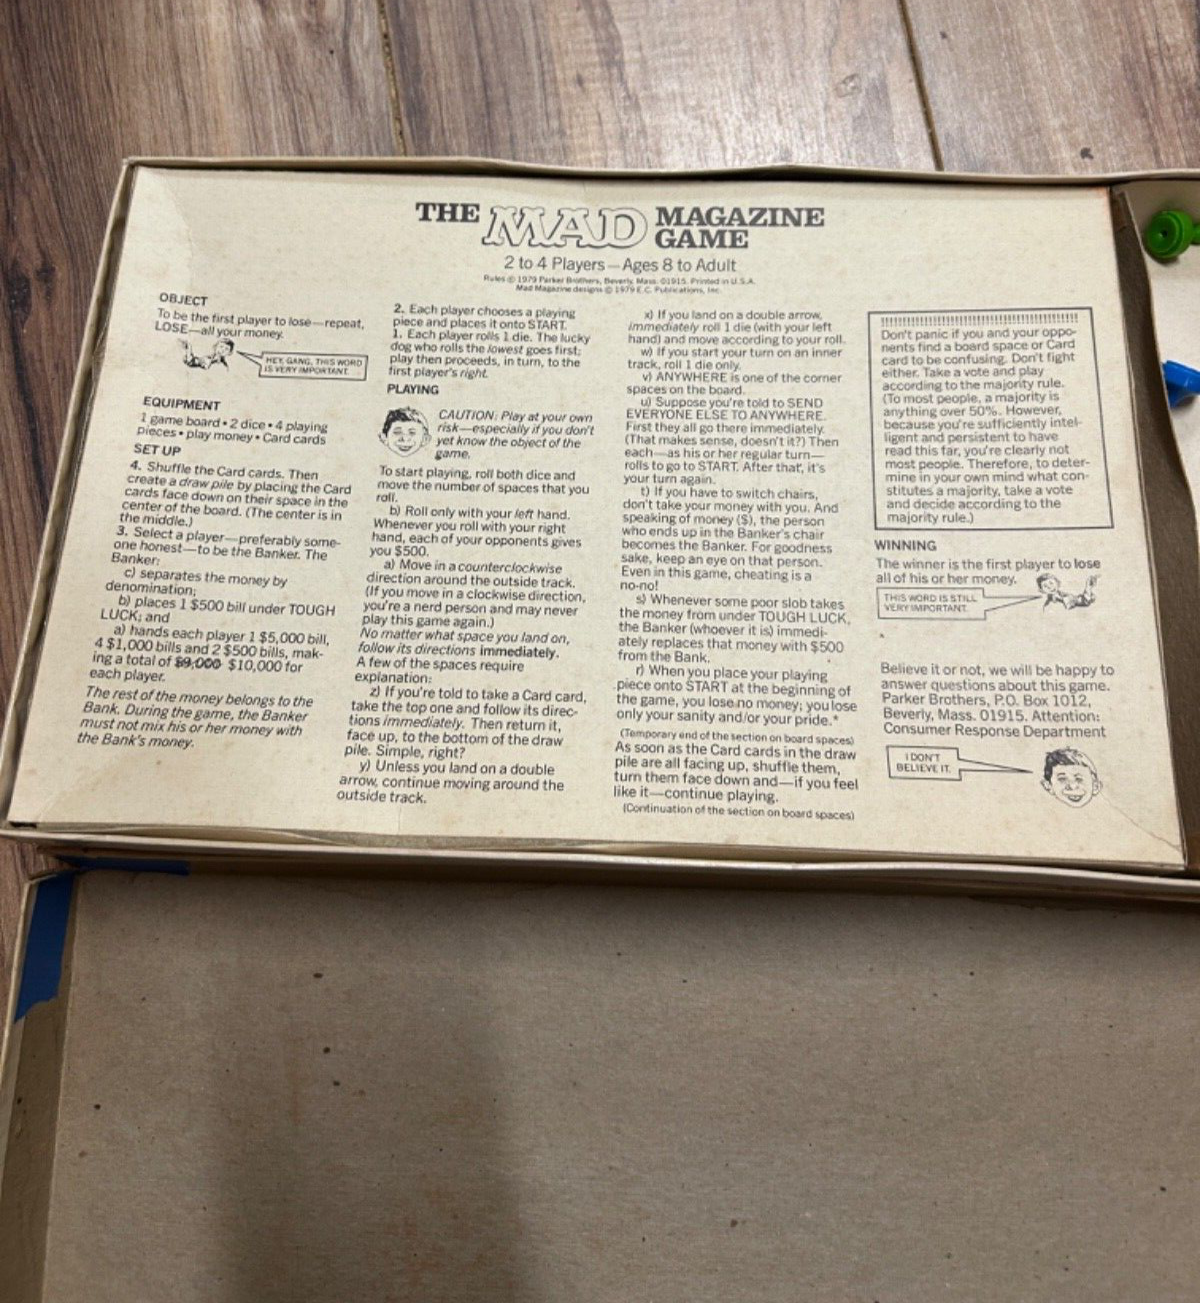 THE MAD MAGAZINE GAME
2 to 4 Players — Ages 8 to Adult
Rules © 1979 Parker Brothers, Beverly, Mass. 01915. Printed in U.S.A.
Mad Magazine designs © 1979 E.C. Publications, Inc.
OBJECT
To be the first player to lose—repeat,
LOSE—all your money.
HEY, GANG, THIS WORD
IS VERY IMPORTANT.
EQUIPMENT
1 game board • 2 dice • 4 playing
pieces • play money • Card cards
SET UP
4. Shuffle the Card cards. Then
create a draw pile by placing the Card
cards face down on their space in the
center of the board. (The center is in
the middle.)
3. Select a player—preferably some-
one honest—to be the Banker. The
Banker:
c) separates the money by
denomination;
b) places 1 $500 bill under TOUGH
LUCK; and
a) hands each player 1 $5,000 bill,
4 $1,000 bills and 2 $500 bills, mak-
ing a total of $9,000 $10,000 for
each player.
The rest of the money belongs to the
Bank. During the game, the Banker
must not mix his or her money with
the Bank's money.
2. Each player chooses a playing
piece and places it onto START.
1. Each player rolls 1 die. The lucky
dog who rolls the lowest goes first;
play then proceeds, in turn, to the
first player's right.
PLAYING
CAUTION: Play at your own
risk—especially if you don't
yet know the object of the
game.
To start playing, roll both dice and
move the number of spaces that you
roll.
b) Roll only with your left hand.
Whenever you roll with your right
hand, each of your opponents gives
you $500.
a) Move in a counterclockwise
direction around the outside track.
(If you move in a clockwise direction,
you're a nerd person and may never
play this game again.)
No matter what space you land on,
follow its directions immediately.
A few of the spaces require
explanation:
z) If you're told to take a Card card,
take the top one and follow its direc-
tions immediately. Then return it,
face up, to the bottom of the draw
pile. Simple, right?
y) Unless you land on a double
arrow, continue moving around the
outside track.
x) If you land on a double arrow,
immediately roll 1 die (with your left
hand) and move according to your roll.
w) If you start your turn on an inner
track, roll 1 die only.
v) ANYWHERE is one of the corner
spaces on the board.
u) Suppose you're told to SEND
EVERYONE ELSE TO ANYWHERE.
First they all go there immediately.
(That makes sense, doesn't it?) Then
each—as his or her regular turn—
rolls to go to START. After that, it's
your turn again.
t) If you have to switch chairs,
don't take your money with you. And
speaking of money ($), the person
who ends up in the Banker's chair
becomes the Banker. For goodness
sake, keep an eye on that person.
Even in this game, cheating is a
no-no!
s) Whenever some poor slob takes
the money from under TOUGH LUCK,
the Banker (whoever it is) immedi-
ately replaces that money with $500
from the Bank.
r) When you place your playing
piece onto START at the beginning of
the game, you lose no money; you lose
only your sanity and/or your pride.*
(Temporary end of the section on board spaces)
As soon as the Card cards in the draw
pile are all facing up, shuffle them,
turn them face down and—if you feel
like it—continue playing.
(Continuation of the section on board spaces)
!!!!!!!!!!!!!!!!!!!!!!!!!!!!!!!!!!!!!!!!!!!!!!!!
Don't panic if you and your oppo-
nents find a board space or Card
card to be confusing. Don't fight
either. Take a vote and play
according to the majority rule.
(To most people, a majority is
anything over 50%. However,
because you're sufficiently intel-
ligent and persistent to have
read this far, you're clearly not
most people. Therefore, to deter-
mine in your own mind what con-
stitutes a majority, take a vote
and decide according to the
majority rule.)
WINNING
The winner is the first player to lose
all of his or her money.
THIS WORD IS STILL
VERY IMPORTANT.
Believe it or not, we will be happy to
answer questions about this game.
Parker Brothers, P.O. Box 1012,
Beverly, Mass. 01915. Attention:
Consumer Response Department
I DON'T
BELIEVE IT.